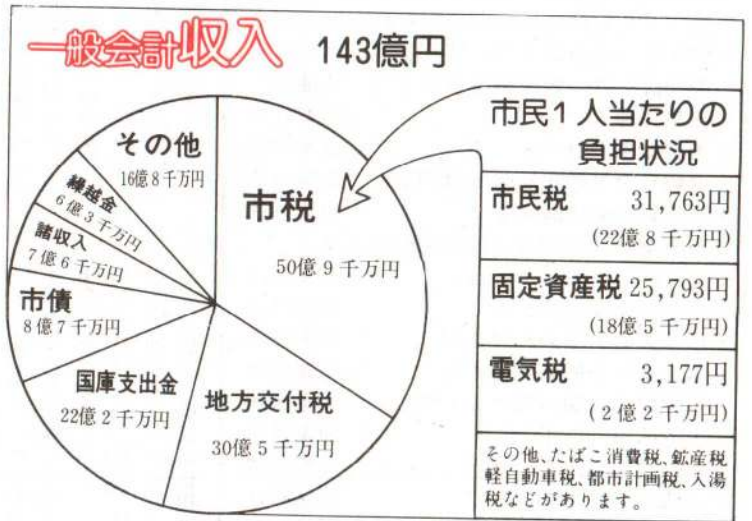 一般会計収入 143億円
その他
16億8千万円
繰越金
6億3千万円
諸収入
7億6千万円
市債
8億7千万円
国庫支出金
22億2千万円
地方交付税
30億5千万円
市税
50億9千万円
市民1人当たりの
負担状況
市民税 31,763円
(22億8千万円)
固定資産税 25,793円
(18億5千万円)
電気税 3,177円
(2億2千万円)
その他、たばこ消費税、鉱産税
軽自動車税、都市計画税、入湯
税などがあります。